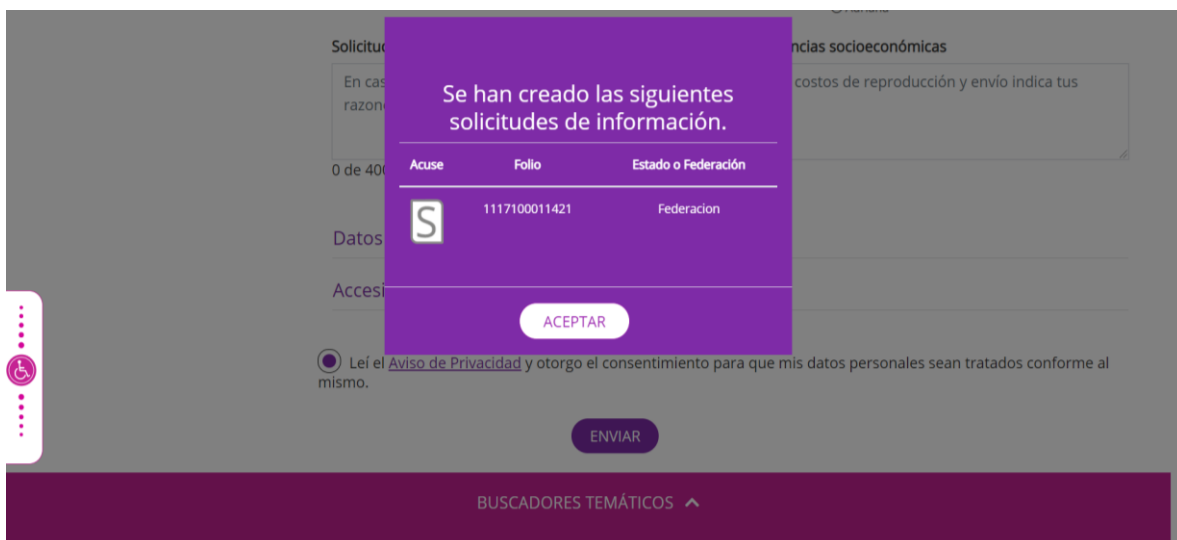 Solicitu
ncias socioeconómicas
En cas
costos de reproducción y envío indica tus
razon
0 de 400
Se han creado las siguientes
solicitudes de información.
Acuse Folio Estado o Federación
S 1117100011421 Federacion
Datos
Accesi
ACEPTAR
Leí el Aviso de Privacidad y otorgo el consentimiento para que mis datos personales sean tratados conforme al
mismo.
ENVIAR
BUSCADORES TEMÁTICOS